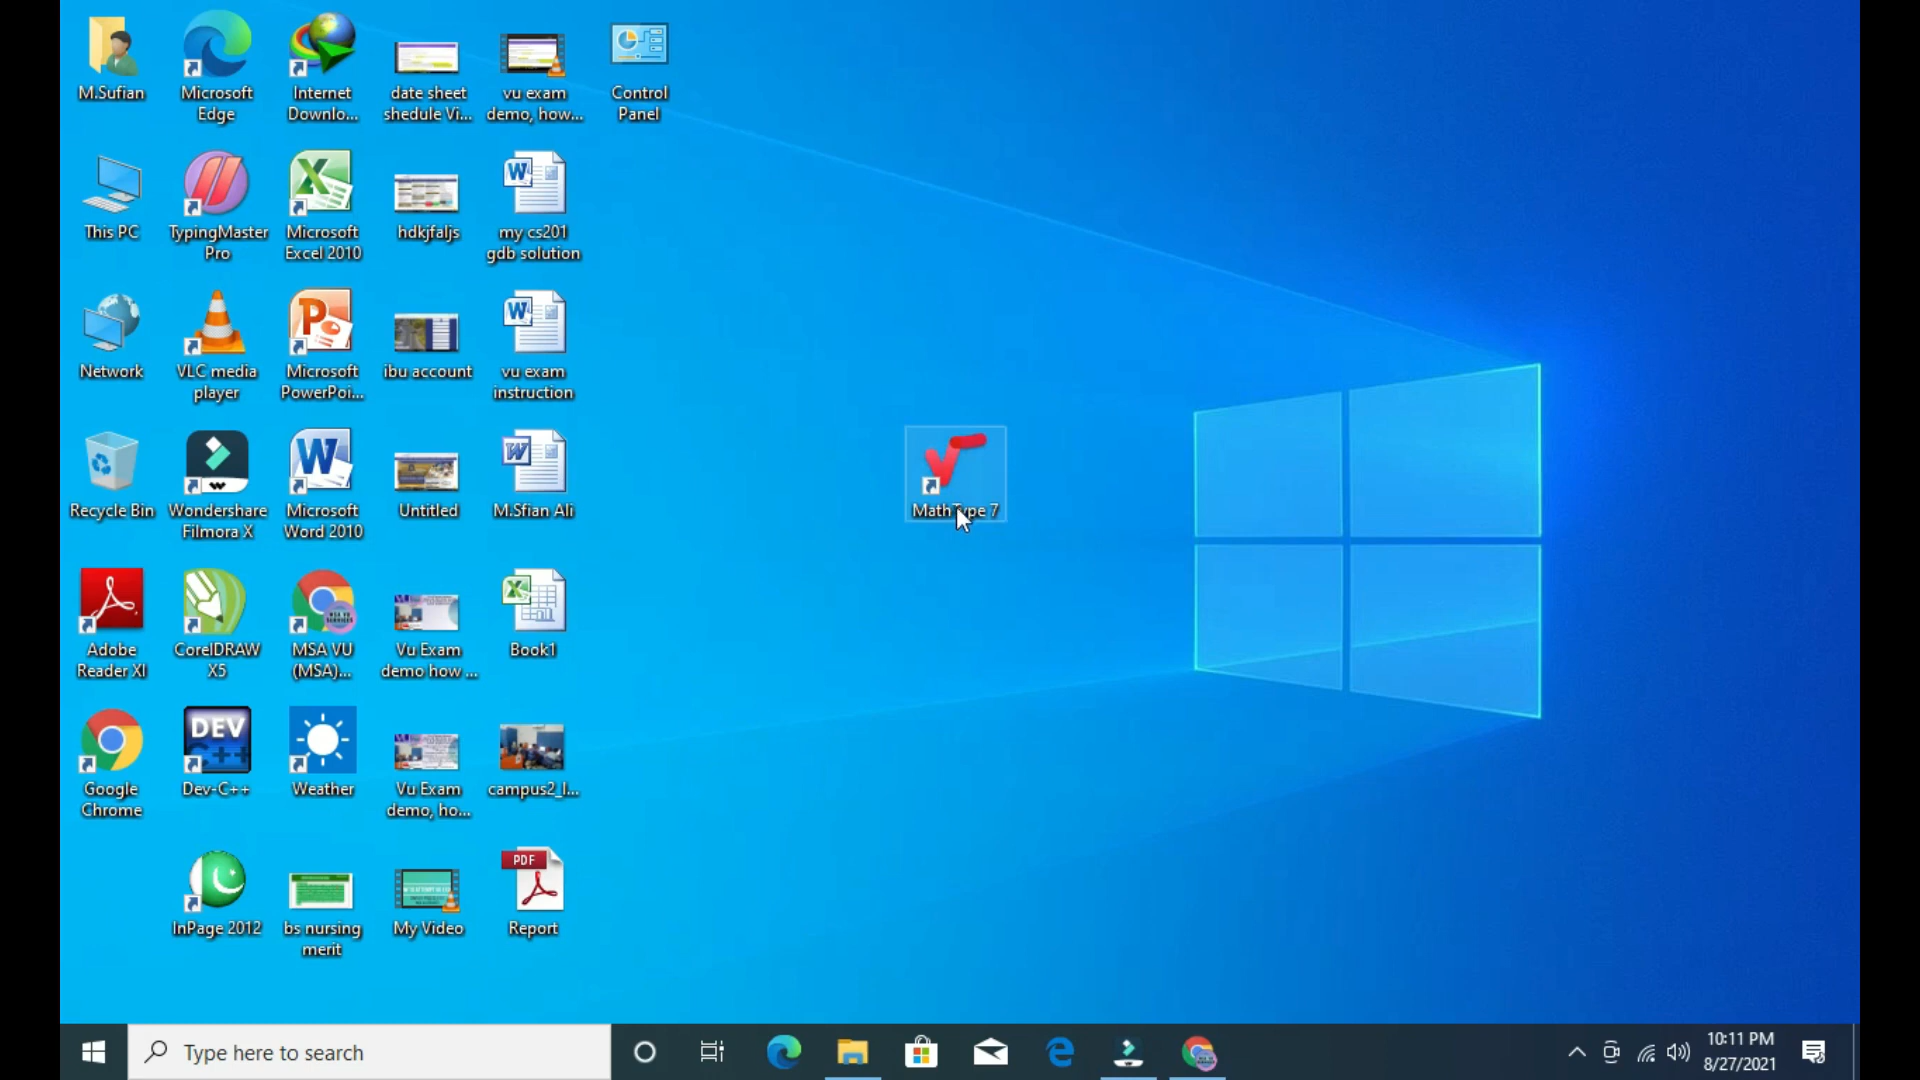 M.Sufian
Microsoft
Edge
Internet
Downlo...
date sheet
shedule Vi...
vu exam
demo, how...
Control
Panel
This PC
TypingMaster
Pro
Microsoft
Excel 2010
hdkjfaljs
my cs201
gdb solution
Network
VLC media
player
Microsoft
PowerPoi...
ibu account
vu exam
instruction
Recycle Bin
Wondershare
Filmora X
Microsoft
Word 2010
Untitled
M.Sfian Ali
Adobe
Reader XI
CorelDRAW
X5
MSA VU
(MSA)...
Vu Exam
demo how ...
Book1
Google
Chrome
DEV
C++
Dev-C++
Weather
Vu Exam
demo, ho...
campus2_l...
InPage 2012
bs nursing
merit
My Video
PDF
Report
Type here to search
10:11 PM
8/27/2021